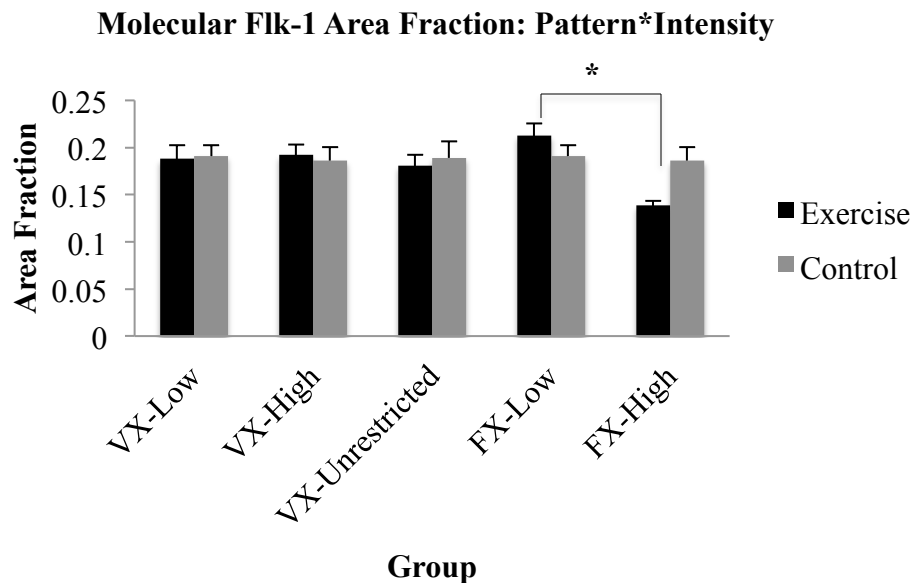 Molecular Flk-1 Area Fraction: Pattern*Intensity
*
0.25
0.2
0.15
0.1
0.05
0
Area Fraction
Exercise
Control
VX-Low
VX-High
VX-Unrestricted
FX-Low
FX-High
Group